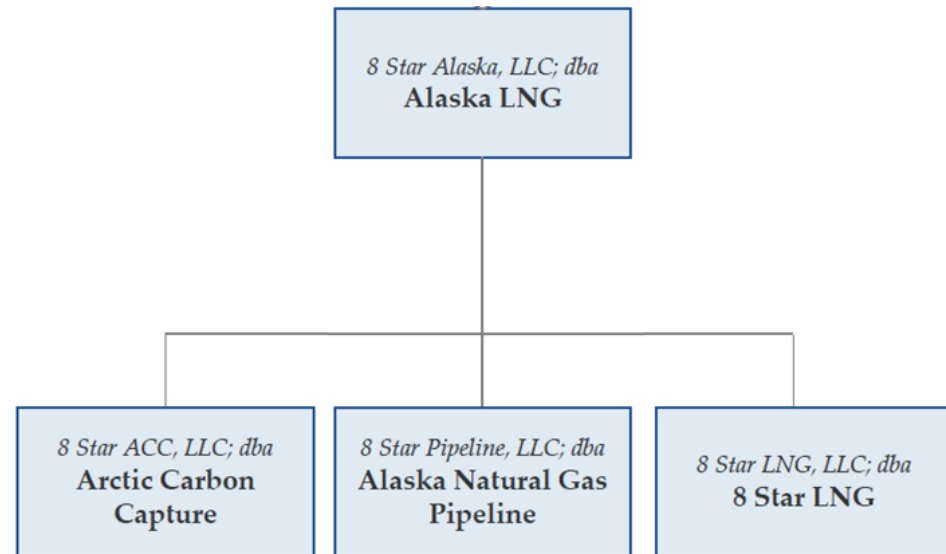 8 Star Alaska, LLC; dba
Alaska LNG
8 Star ACC, LLC; dba
Arctic Carbon
Capture
8 Star Pipeline, LLC; dba
Alaska Natural Gas
Pipeline
8 Star LNG, LLC; dba
8 Star LNG